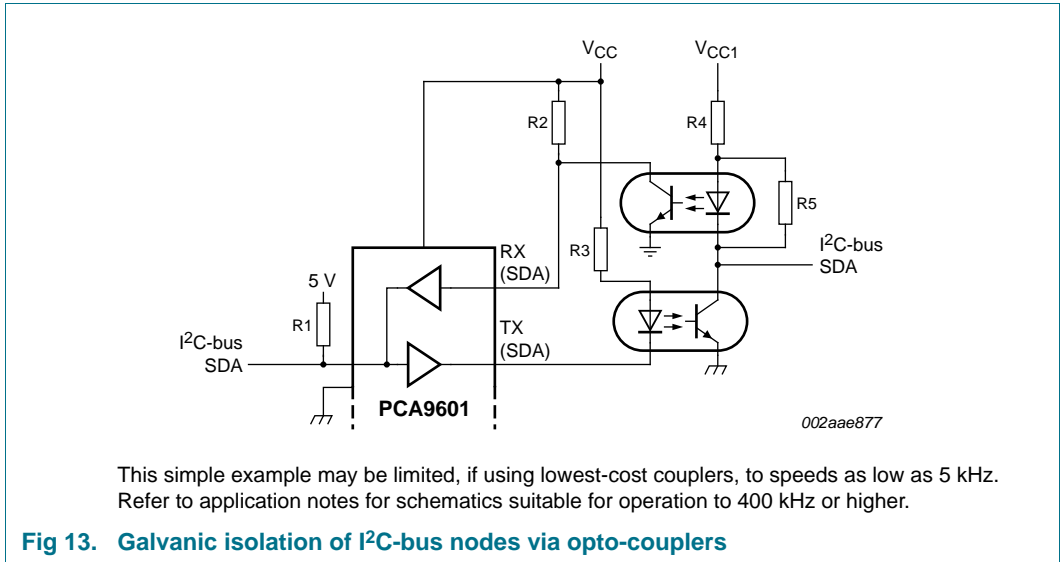 VCC
VCC1
R2
R4
R5
R3
I2C-bus
SDA
RX
(SDA)
5 V
R1
TX
(SDA)
I2C-bus
SDA
PCA9601
002aae877
This simple example may be limited, if using lowest-cost couplers, to speeds as low as 5 kHz.
Refer to application notes for schematics suitable for operation to 400 kHz or higher.
Fig 13. Galvanic isolation of I2C-bus nodes via opto-couplers